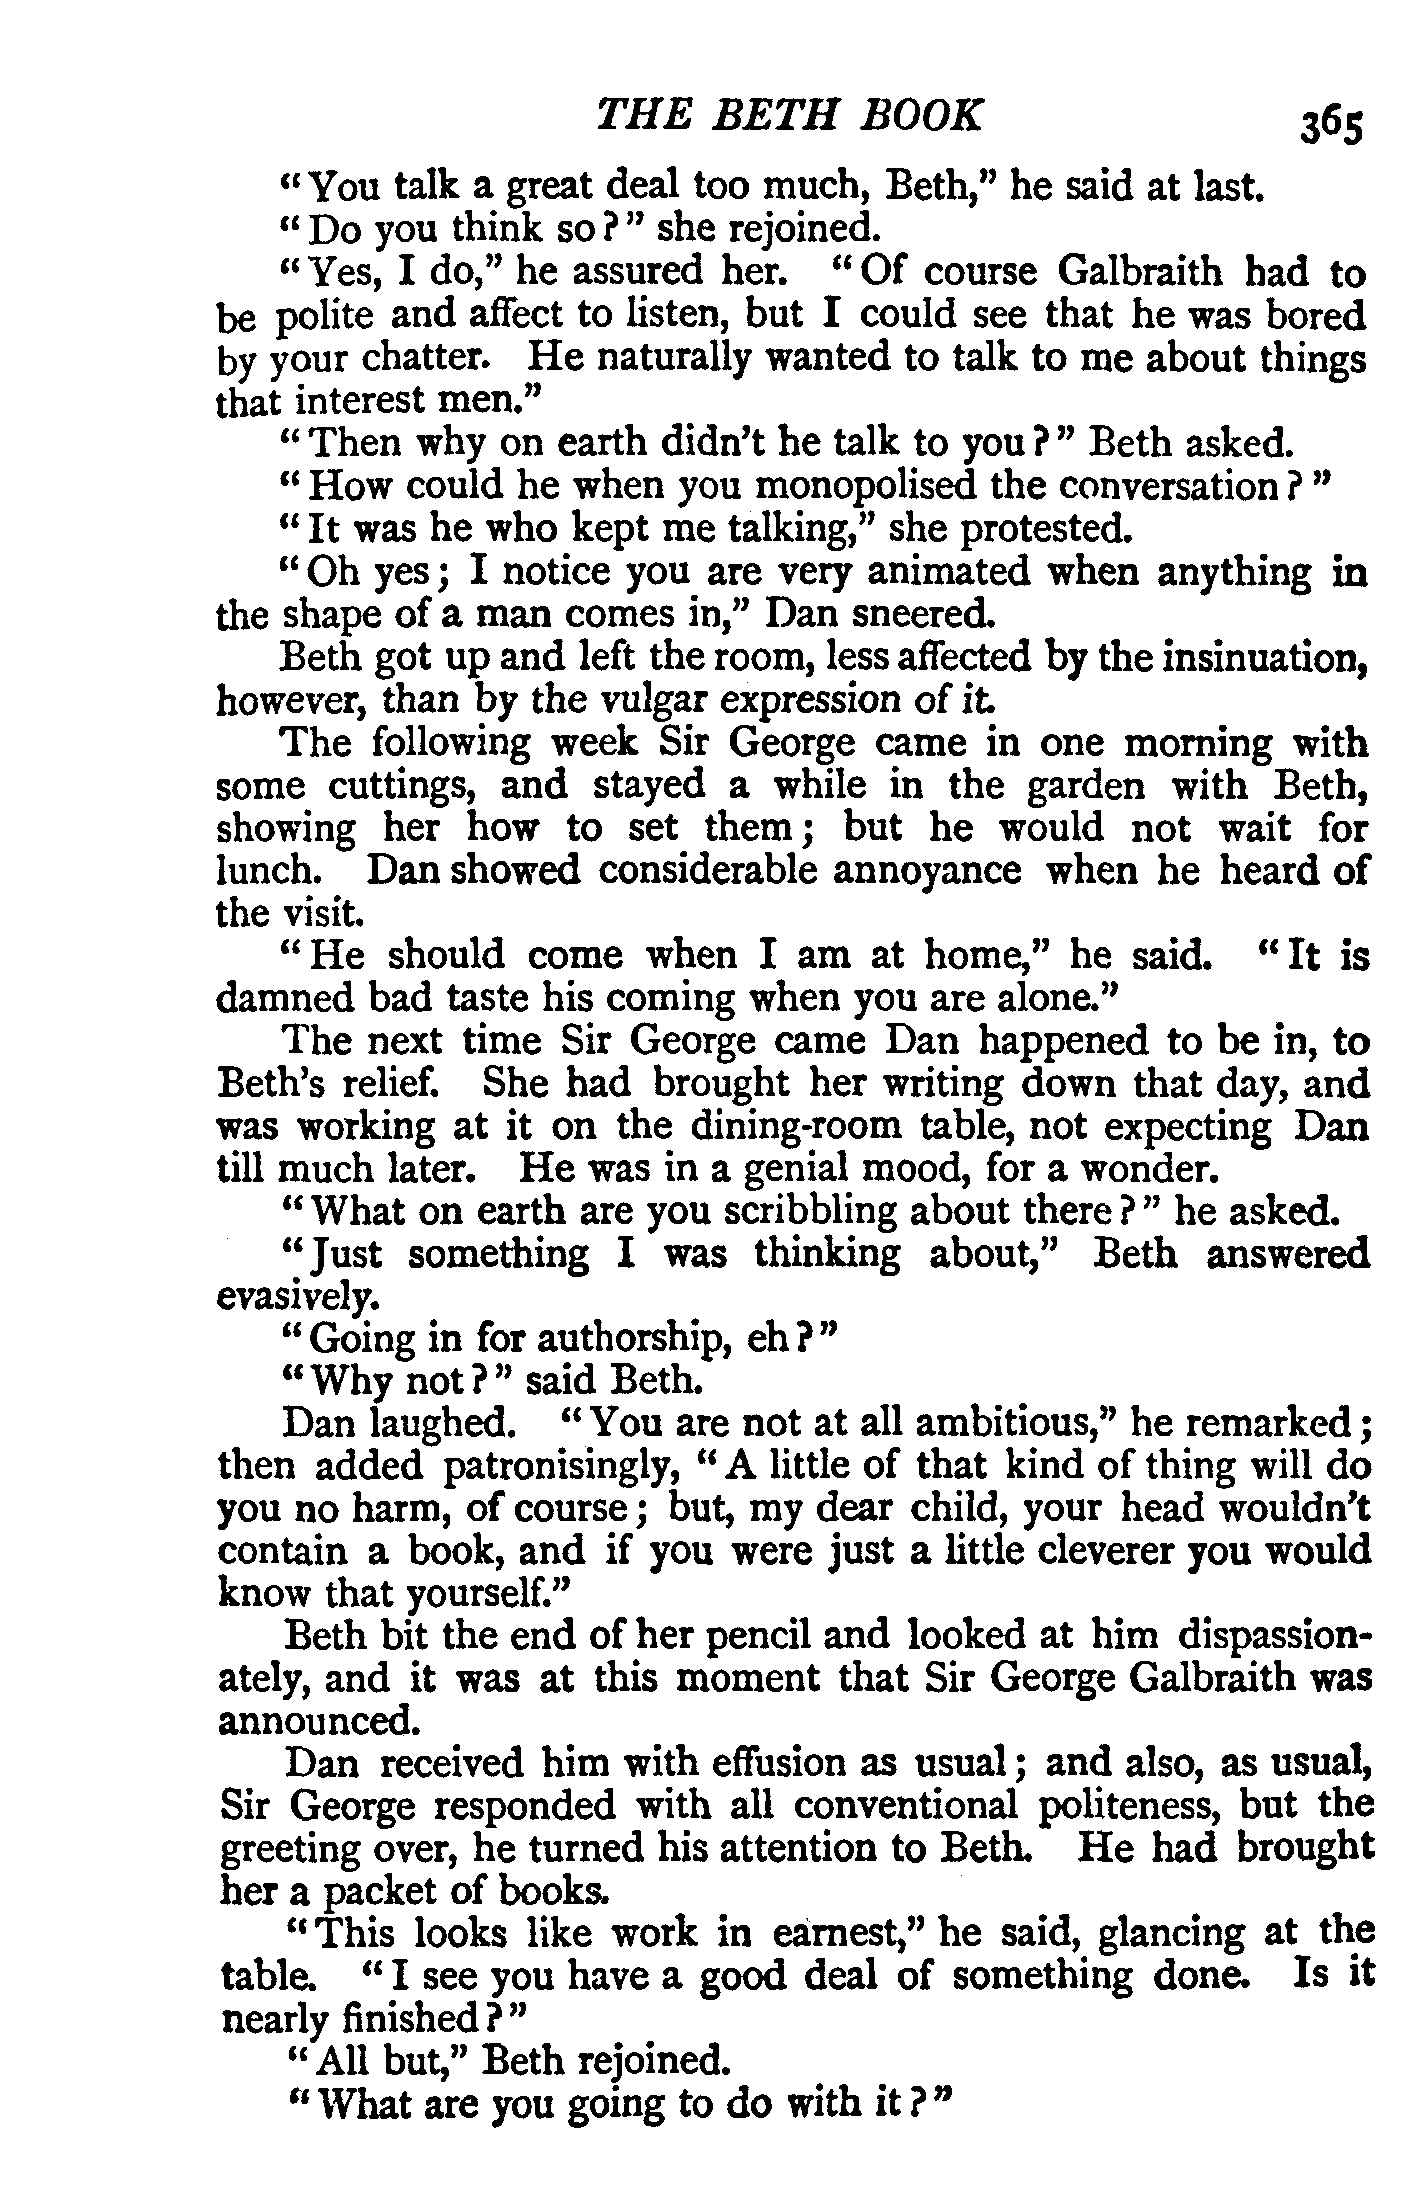 THE BETH BOOK 365
"You talk a great deal too much, Beth," he said at last.
"Do you think so?" she rejoined.
"Yes, I do," he assured her. "Of course Galbraith had to
be polite and affect to listen, but I could see that he was bored
by your chatter. He naturally wanted to talk to me about things
that interest men."
"Then why on earth didn't he talk to you?" Beth asked.
"How could he when you monopolised the conversation?"
"It was he who kept me talking," she protested.
"Oh yes; I notice you are very animated when anything in
the shape of a man comes in," Dan sneered.
Beth got up and left the room, less affected by the insinuation,
however, than by the vulgar expression of it.
The following week Sir George came in one morning with
some cuttings, and stayed a while in the garden with Beth,
showing her how to set them; but he would not wait for
lunch. Dan showed considerable annoyance when he heard of
the visit.
"He should come when I am at home," he said. "It is
damned bad taste his coming when you are alone."
The next time Sir George came Dan happened to be in, to
Beth's relief. She had brought her writing down that day, and
was working at it on the dining-room table, not expecting Dan
till much later. He was in a genial mood, for a wonder.
"What on earth are you scribbling about there?" he asked.
"Just something I was thinking about," Beth answered
evasively.
"Going in for authorship, eh?"
"Why not?" said Beth.
Dan laughed. "You are not at all ambitious," he remarked;
then added patronisingly, "A little of that kind of thing will do
you no harm, of course; but, my dear child, your head wouldn't
contain a book, and if you were just a little cleverer you would
know that yourself."
Beth bit the end of her pencil and looked at him dispassion-
ately, and it was at this moment that Sir George Galbraith was
announced.
Dan received him with effusion as usual; and also, as usual,
Sir George responded with all conventional politeness, but the
greeting over, he turned his attention to Beth. He had brought
her a packet of books.
"This looks like work in earnest," he said, glancing at the
table. "I see you have a good deal of something done. Is it
nearly finished?"
"All but," Beth rejoined.
"What are you going to do with it?"